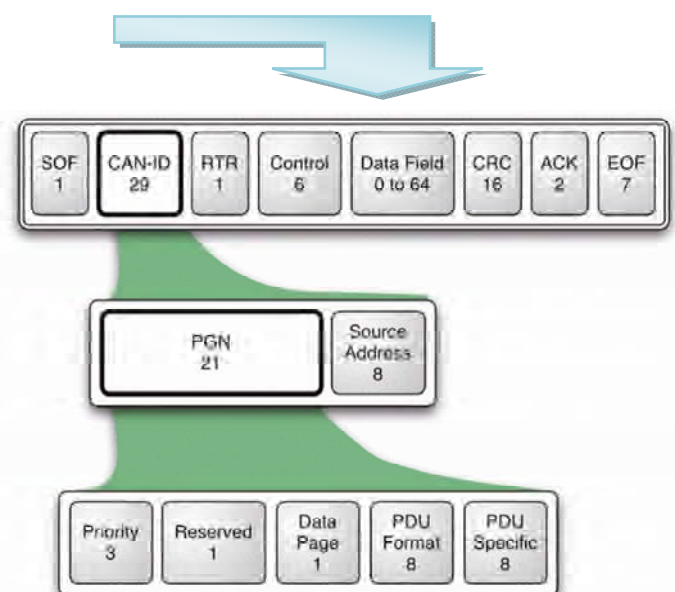 SOF
1
CAN-ID
29
RTR
1
Control
6
Data Field
0 to 64
CRC
16
ACK
2
EOF
7
PGN
21
Source
Address
8
Priority
3
Reserved
1
Data
Page
1
PDU
Format
8
PDU
Specific
8